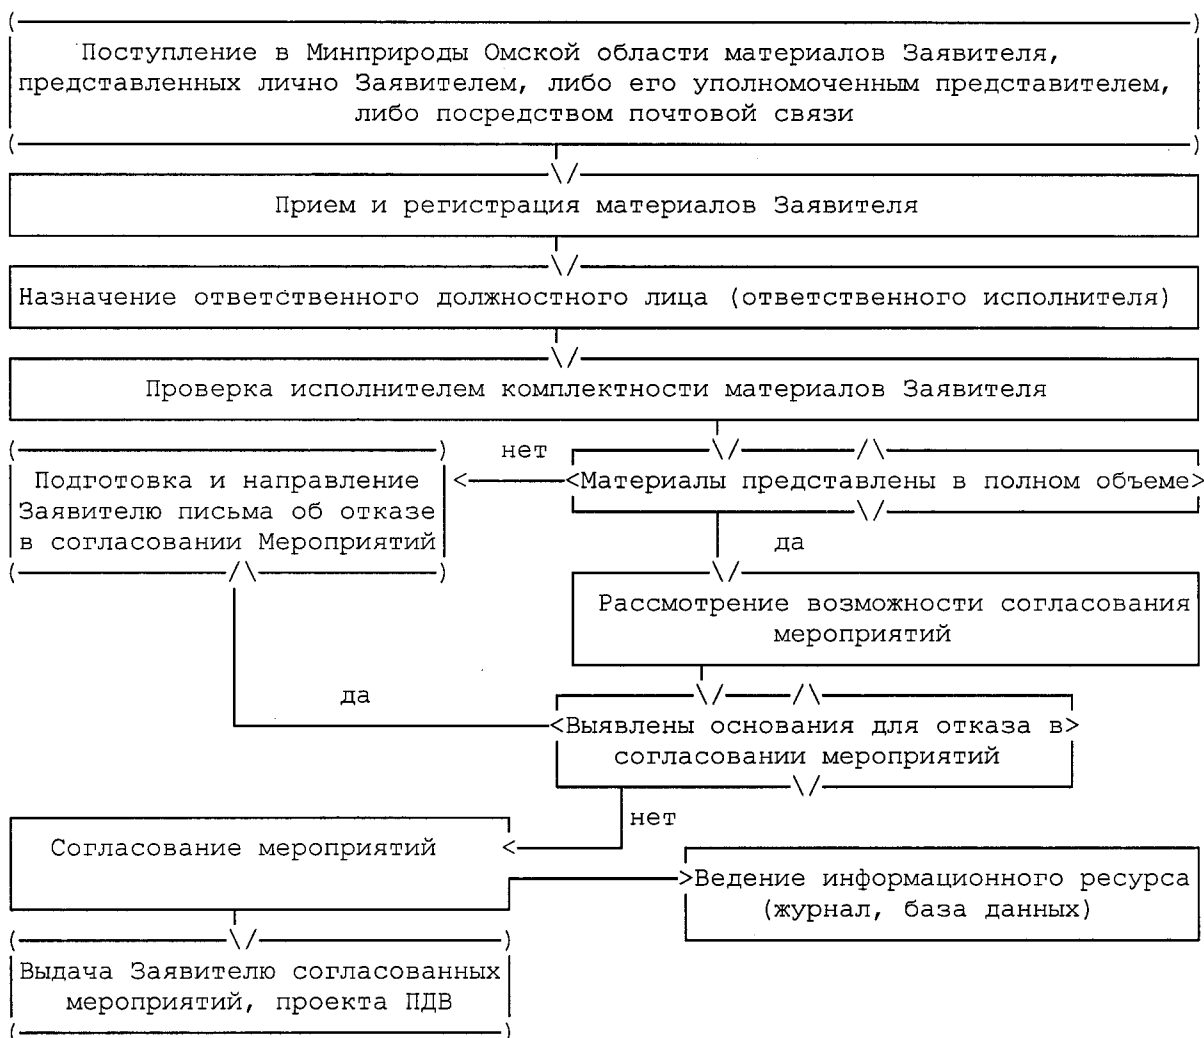 Поступление в Минприроды Омской области материалов Заявителя,
представленных лично Заявителем, либо его уполномоченным представителем,
либо посредством почтовой связи
Прием и регистрация материалов Заявителя
Назначение ответственного должностного лица (ответственного исполнителя)
Проверка исполнителем комплектности материалов Заявителя
нет
Подготовка и направление
Заявителю письма об отказе
в согласовании Мероприятий
Материалы представлены в полном объеме
да
Рассмотрение возможности согласования
мероприятий
да
Выявлены основания для отказа в
согласовании мероприятий
нет
Согласование мероприятий
Ведение информационного ресурса
(журнал, база данных)
Выдача Заявителю согласованных
мероприятий, проекта ПДВ